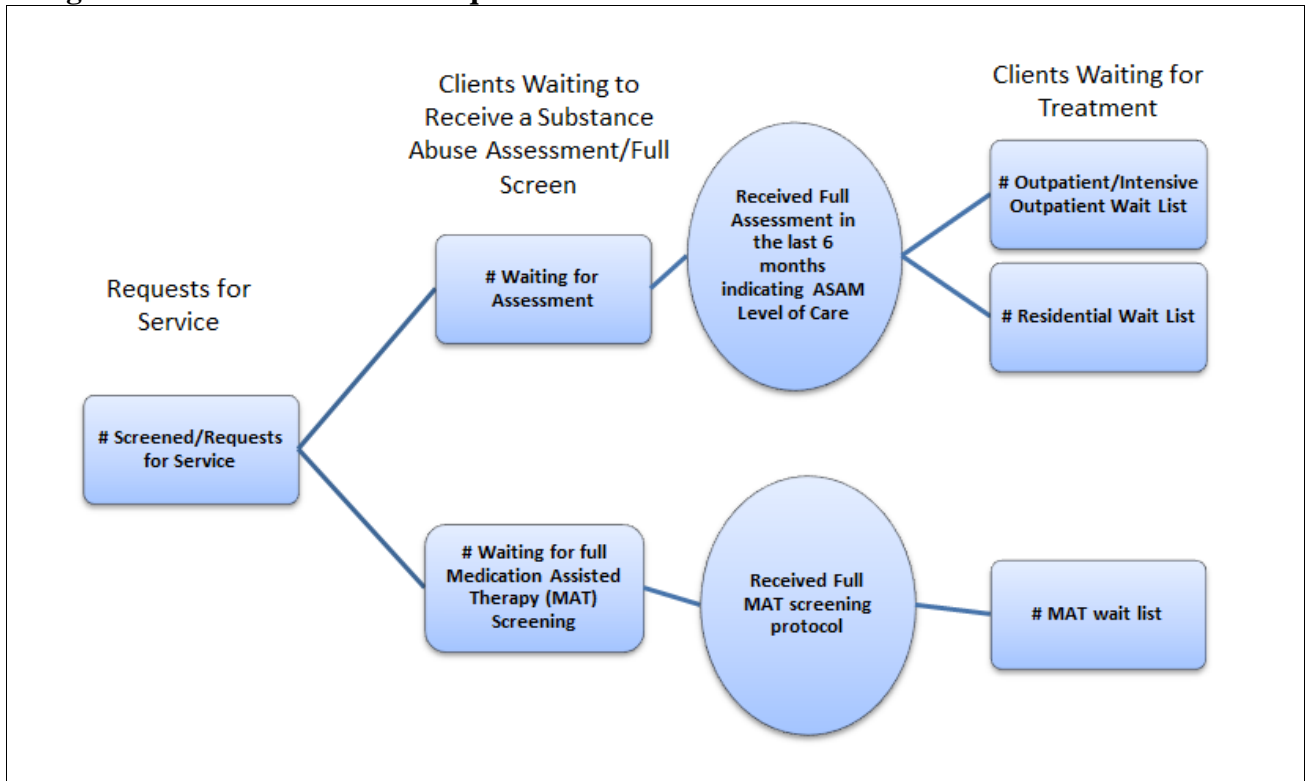 Clients Waiting to
Receive a Substance
Abuse Assessment/Full
Screen
Clients Waiting for
Treatment
Requests for
Service
# Screened/Requests
for Service
# Waiting for
Assessment
Received Full
Assessment in
the last 6
months
indicating ASAM
Level of Care
# Outpatient/Intensive
Outpatient Wait List
# Residential Wait List
# Waiting for full
Medication Assisted
Therapy (MAT)
Screening
Received Full
MAT screening
protocol
# MAT wait list